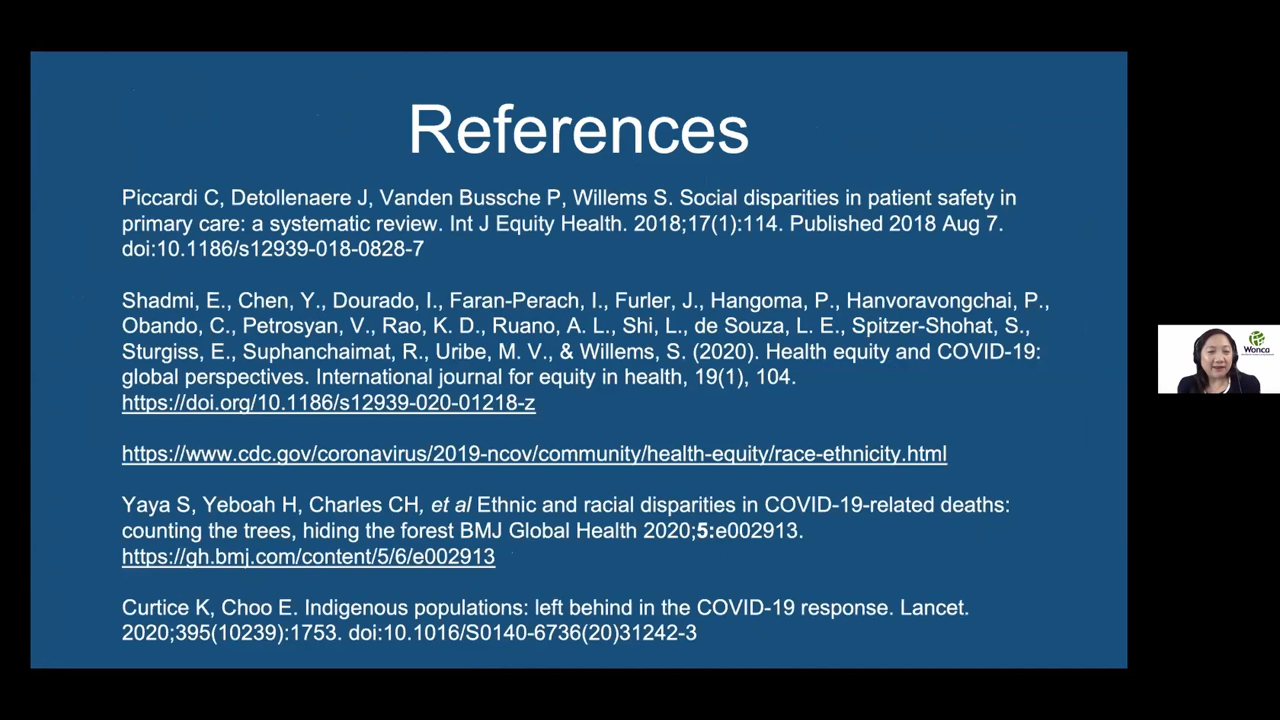 References
Piccardi C, Detollenaere J, Vanden Bussche P, Willems S. Social disparities in patient safety in
primary care: a systematic review. Int J Equity Health. 2018;17(1):114. Published 2018 Aug 7.
doi:10.1186/s12939-018-0828-7
Shadmi, E., Chen, Y., Dourado, I., Faran-Perach, I., Furler, J., Hangoma, P., Hanvoravongchai, P.,
Obando, C., Petrosyan, V., Rao, K. D., Ruano, A. L., Shi, L., de Souza, L. E., Spitzer-Shohat, S.,
Sturgiss, E., Suphanchaimat, R., Uribe, M. V., & Willems, S. (2020). Health equity and COVID-19:
global perspectives. International journal for equity in health, 19(1), 104.
https://doi.org/10.1186/s12939-020-01218-z
https://www.cdc.gov/coronavirus/2019-ncov/community/health-equity/race-ethnicity.html
Yaya S, Yeboah H, Charles CH, et al Ethnic and racial disparities in COVID-19-related deaths:
counting the trees, hiding the forest BMJ Global Health 2020;5:e002913.
https://gh.bmj.com/content/5/6/e002913
Curtice K, Choo E. Indigenous populations: left behind in the COVID-19 response. Lancet.
2020;395(10239):1753. doi:10.1016/S0140-6736(20)31242-3
Wonca